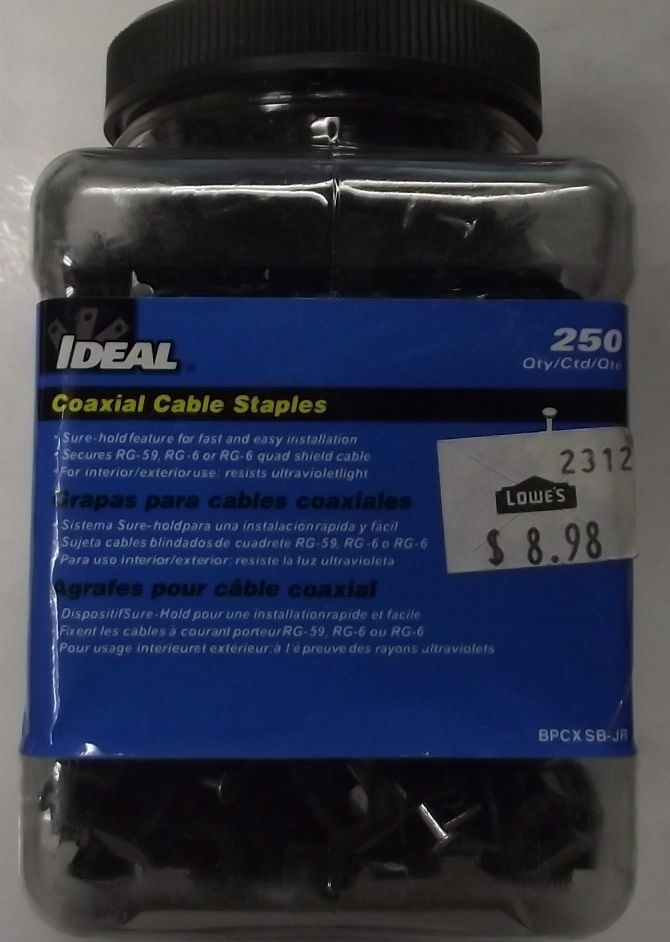 IDEAL
250
Qty/Ctd/Qté
Coaxial Cable Staples
Sure-hold feature for fast and easy installation
Secures RG-59, RG-6 or RG-6 quad shield cable
For interior/exterior use: resists ultraviolet light
2312
LOWE'S
$ 8.98
Grapas para cables coaxiales
Sistema Sure-hold para una instalación rápida y fácil
Sujeta cables blindados de cuadrete RG-59, RG-6 o RG-6
Para uso interior/exterior: resiste la luz ultravioleta
Agrafes pour câble coaxial
Dispositif Sure-Hold pour une installation rapide et facile
Fixent les cables à courant porteur RG-59, RG-6 ou RG-6
Pour usage interieur et extérieur: à l'épreuve des rayons ultraviolets
BPCXSB-JR